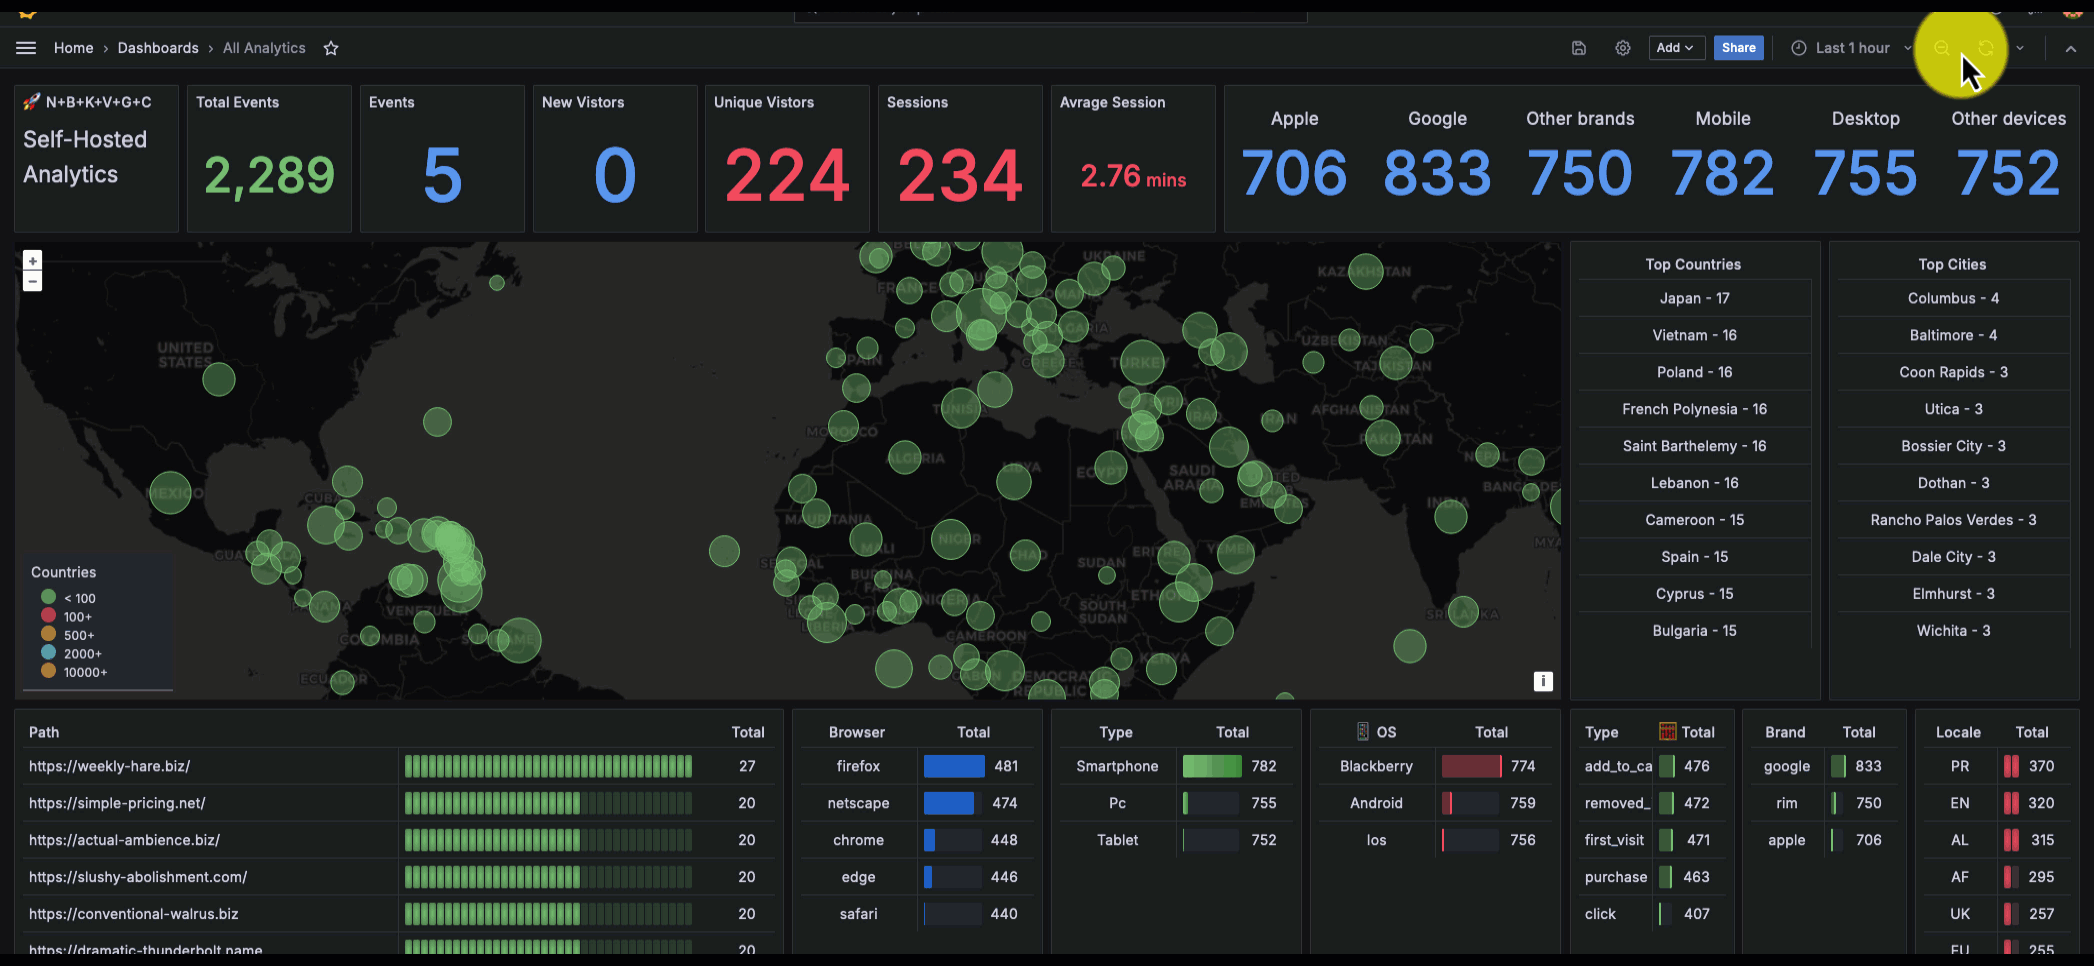 Home › Dashboards › All Analytics
Add
Share
Last 1 hour
🚀 N+B+K+V+G+C
Self-Hosted
Analytics
Total Events
2,289
Events
5
New Vistors
0
Unique Vistors
224
Sessions
234
Avrage Session
2.76 mins
Apple
706
Google
833
Other brands
750
Mobile
782
Desktop
755
Other devices
752
+
−
UNITED
STATES
MEXICO
CUBA
PANAMA
VENEZUELA
COLOMBIA
ECUADOR
FRANCE
SPAIN
UKRAINE
KAZAKHSTAN
UZBEKISTAN
TAJIKISTAN
TURKEY
GREECE
TUNISIA
MOROCCO
ALGERIA
LIBYA
EGYPT
SAUDI
ARABIA
IRAQ
IRAN
AFGHANISTAN
PAKISTAN
NEPAL
INDIA
MAURITANIA
MALI
NIGER
CHAD
SUDAN
YEMEN
BURKINA
NIGERIA
SOUTH
SUDAN
CAMEROON
LIBERIA
KENYA
DEMOCRATIC
REPUBLIC
SRI LANKA
Countries
< 100
100+
500+
2000+
10000+
i
Top Countries
Japan - 17
Vietnam - 16
Poland - 16
French Polynesia - 16
Saint Barthelemy - 16
Lebanon - 16
Cameroon - 15
Spain - 15
Cyprus - 15
Bulgaria - 15
Top Cities
Columbus - 4
Baltimore - 4
Coon Rapids - 3
Utica - 3
Bossier City - 3
Dothan - 3
Rancho Palos Verdes - 3
Dale City - 3
Elmhurst - 3
Wichita - 3
Path Total
https://weekly-hare.biz/ 27
https://simple-pricing.net/ 20
https://actual-ambience.biz/ 20
https://slushy-abolishment.com/ 20
https://conventional-walrus.biz 20
https://dramatic-thunderbolt.name 20
Browser Total
firefox 481
netscape 474
chrome 448
edge 446
safari 440
Type Total
Smartphone 782
Pc 755
Tablet 752
OS Total
Blackberry 774
Android 759
Ios 756
Type Total
add_to_ca 476
removed_ 472
first_visit 471
purchase 463
click 407
Brand Total
google 833
rim 750
apple 706
Locale Total
PR 370
EN 320
AL 315
AF 295
UK 257
EU 255